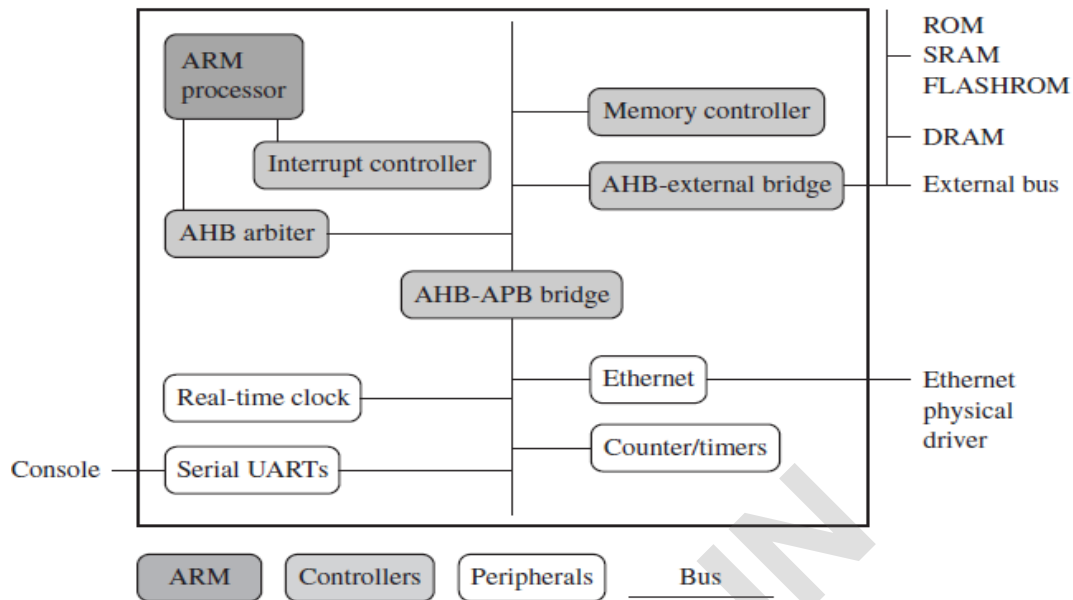 ARM
processor
Interrupt controller
AHB arbiter
Memory controller
AHB-external bridge
ROM
SRAM
FLASHROM
DRAM
External bus
AHB-APB bridge
Real-time clock
Console
Serial UARTs
Ethernet
Counter/timers
Ethernet
physical
driver
ARM
Controllers
Peripherals
Bus
IN